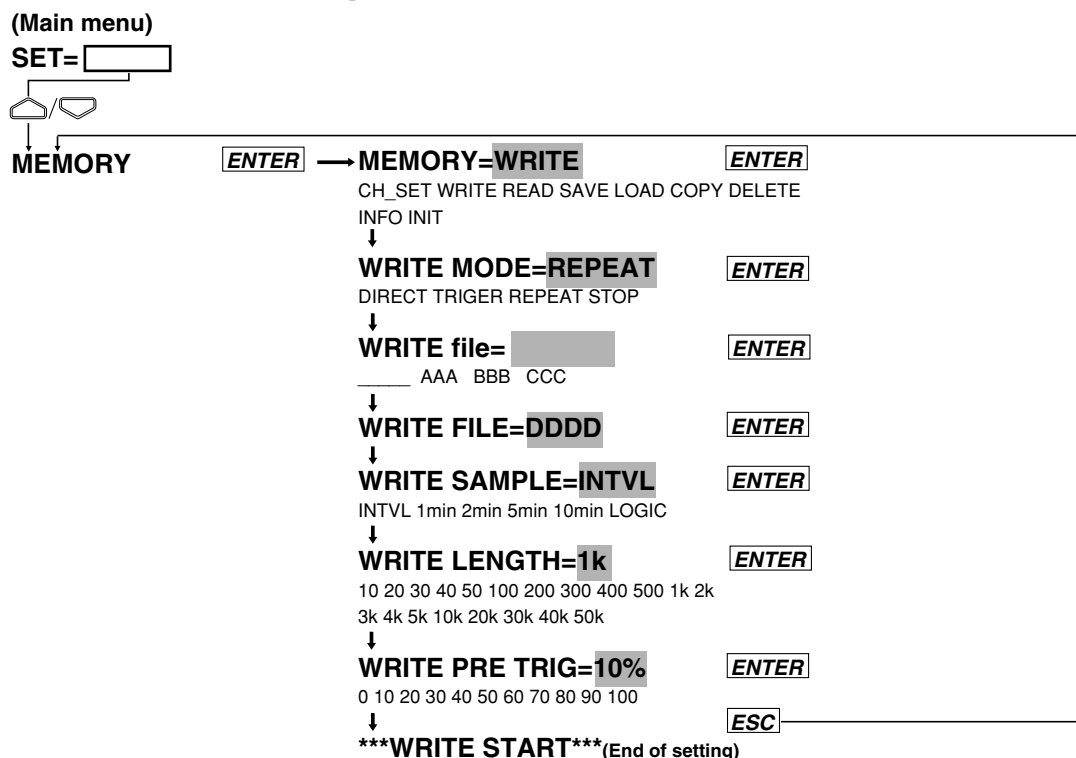 (Main menu)
SET=
/
MEMORY ENTER MEMORY=WRITE ENTER
CH_SET WRITE READ SAVE LOAD COPY DELETE
INFO INIT
WRITE MODE=REPEAT ENTER
DIRECT TRIGER REPEAT STOP
WRITE file= ENTER
_____ AAA BBB CCC
WRITE FILE=DDDD ENTER
WRITE SAMPLE=INTVL ENTER
INTVL 1min 2min 5min 10min LOGIC
WRITE LENGTH=1k ENTER
10 20 30 40 50 100 200 300 400 500 1k 2k
3k 4k 5k 10k 20k 30k 40k 50k
WRITE PRE TRIG=10% ENTER
0 10 20 30 40 50 60 70 80 90 100
ESC
***WRITE START***(End of setting)